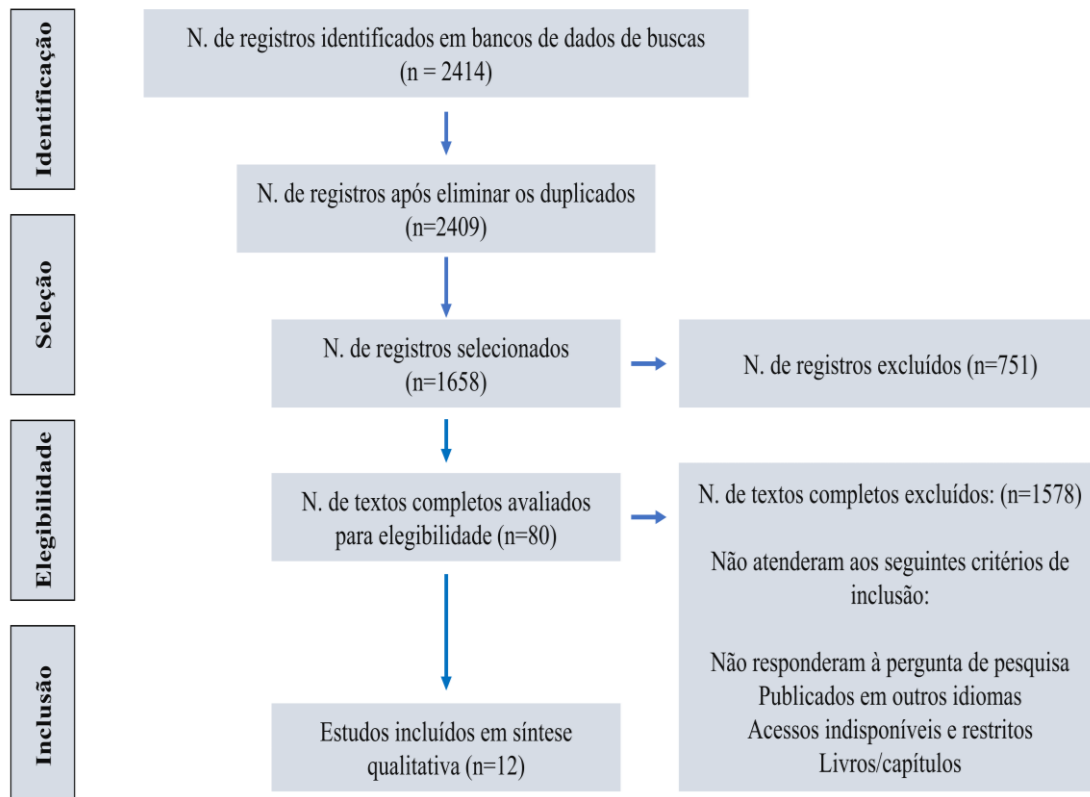 Identificação
N. de registros identificados em bancos de dados de buscas
(n = 2414)
N. de registros após eliminar os duplicados
(n=2409)
Seleção
N. de registros selecionados
(n=1658)
N. de registros excluídos (n=751)
Elegibilidade
N. de textos completos avaliados
para elegibilidade (n=80)
N. de textos completos excluídos: (n=1578)
Não atenderam aos seguintes critérios de
inclusão:
Não responderam à pergunta de pesquisa
Publicados em outros idiomas
Acessos indisponíveis e restritos
Livros/capítulos
Inclusão
Estudos incluídos em síntese
qualitativa (n=12)